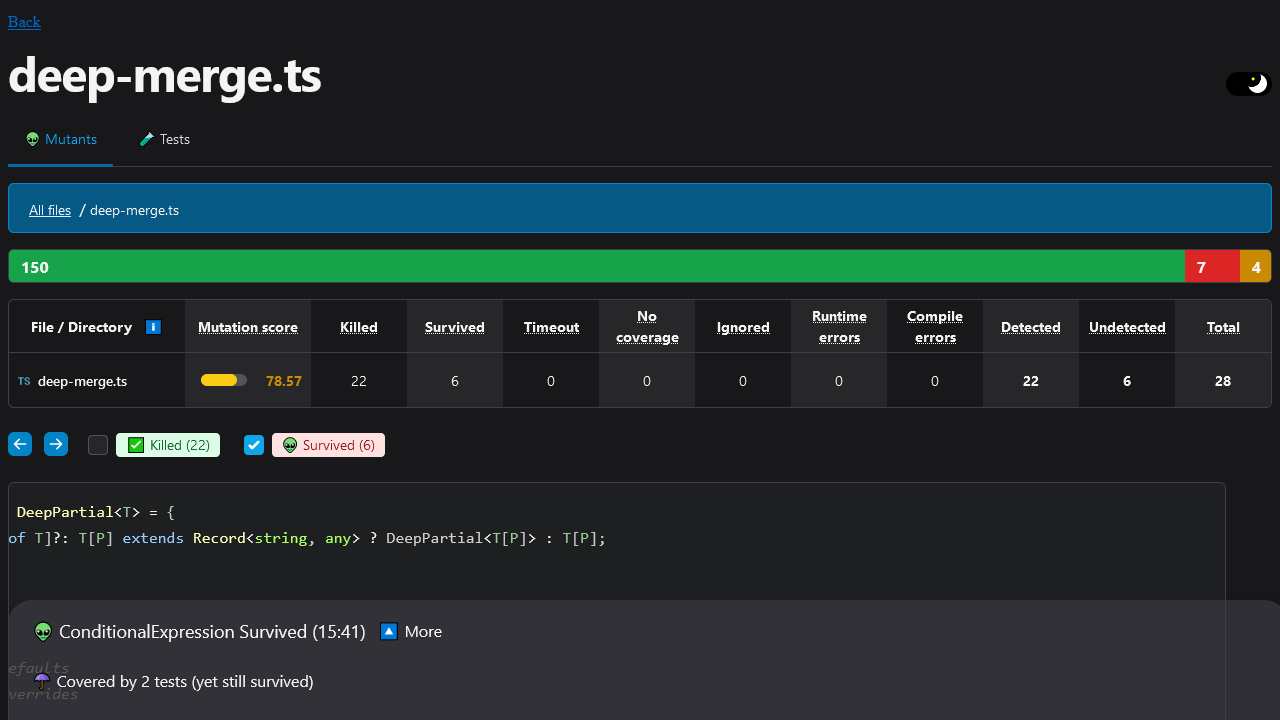 Back
deep-merge.ts
Mutants Tests
All files / deep-merge.ts
150 7 4
File / Directory Mutation score Killed Survived Timeout No coverage Ignored Runtime errors Compile errors Detected Undetected Total
TS deep-merge.ts 78.57 22 6 0 0 0 0 0 22 6 28
Killed (22) Survived (6)
DeepPartial<T> = {
of T]?: T[P] extends Record<string, any> ? DeepPartial<T[P]> : T[P];
ConditionalExpression Survived (15:41) More
efaults
Covered by 2 tests (yet still survived)
verrides